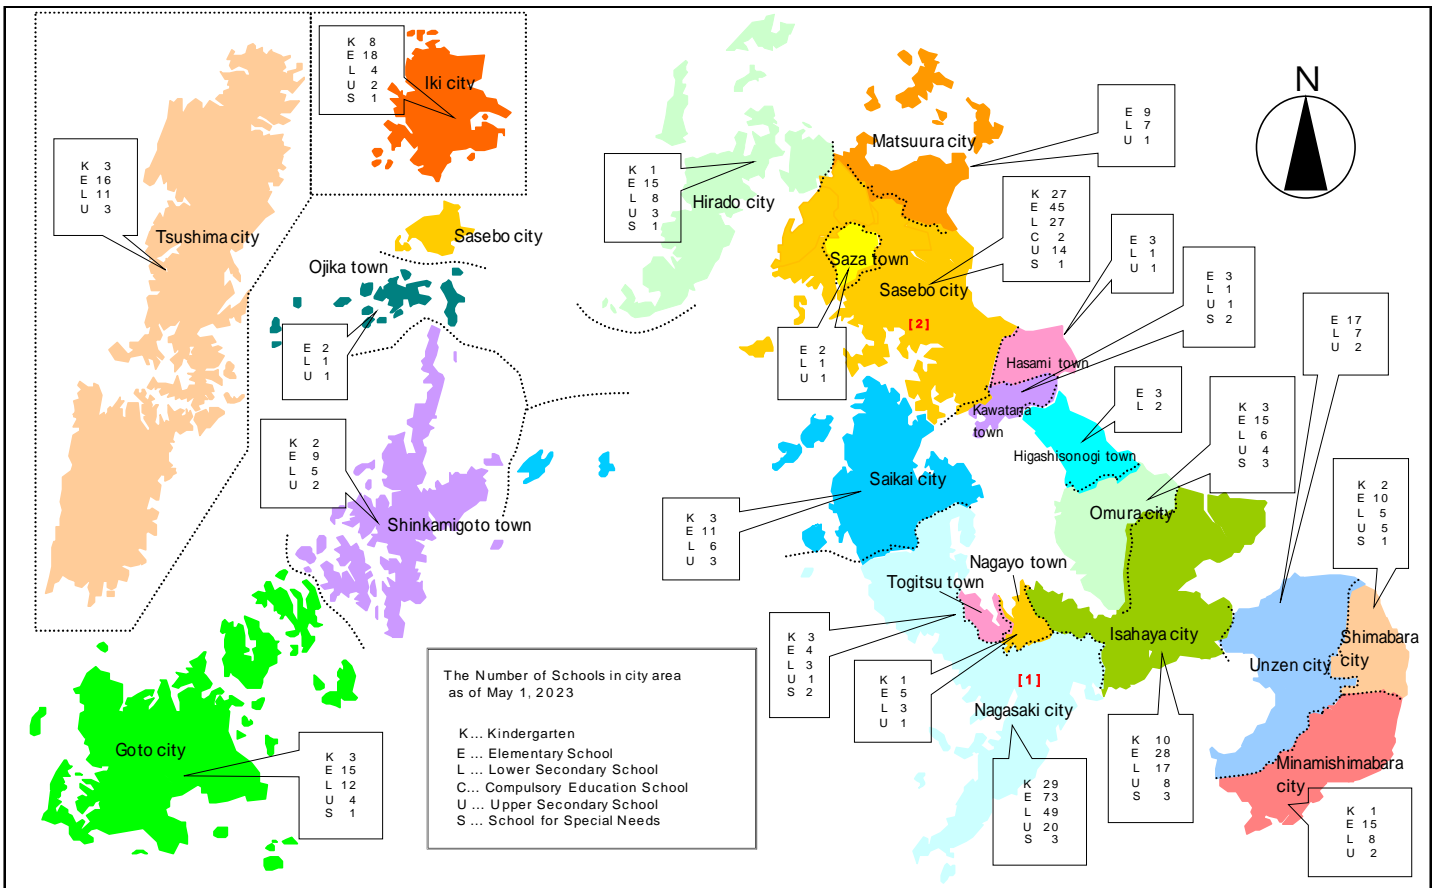 K 8
E 18
L 4
U 2
S 1
Iki city
N
K 3
E 16
L 11
U 3
Tsushima city
Sasebo city
Ojika town
E 2
L 1
U 1
K 2
E 9
L 5
U 2
Shinkamigoto town
Goto city
K 3
E 15
L 12
U 4
S 1
K 1
E 15
L 8
U 3
S 1
Hirado city
Matsuura city
E 9
L 7
U 1
K 27
E 45
L 27
C 2
U 14
S 1
Saza town
Sasebo city
[2]
E 2
L 1
U 1
E 3
L 1
U 1
Hasami town
E 3
L 1
U 1
S 2
Kawatana
town
E 3
L 2
Higashisonogi town
K 3
E 15
L 6
U 4
S 3
Omura city
E 17
L 7
U 2
K 2
E 10
L 5
U 5
S 1
Saikai city
K 3
E 11
L 6
U 3
Nagayo town
Togitsu town
K 3
E 4
L 3
U 1
S 2
K 1
E 5
L 3
U 1
Isahaya city
K 10
E 28
L 17
U 8
S 3
Unzen city
Shimabara
city
[1]
Nagasaki city
K 29
E 73
L 49
U 20
S 3
Minamishimabara
city
K 1
E 15
L 8
U 2
The Number of Schools in city area
as of May 1, 2023
K... Kindergarten
E ... Elementary School
L ... Lower Secondary School
C... Compulsory Education School
U ... Upper Secondary School
S ... School for Special Needs